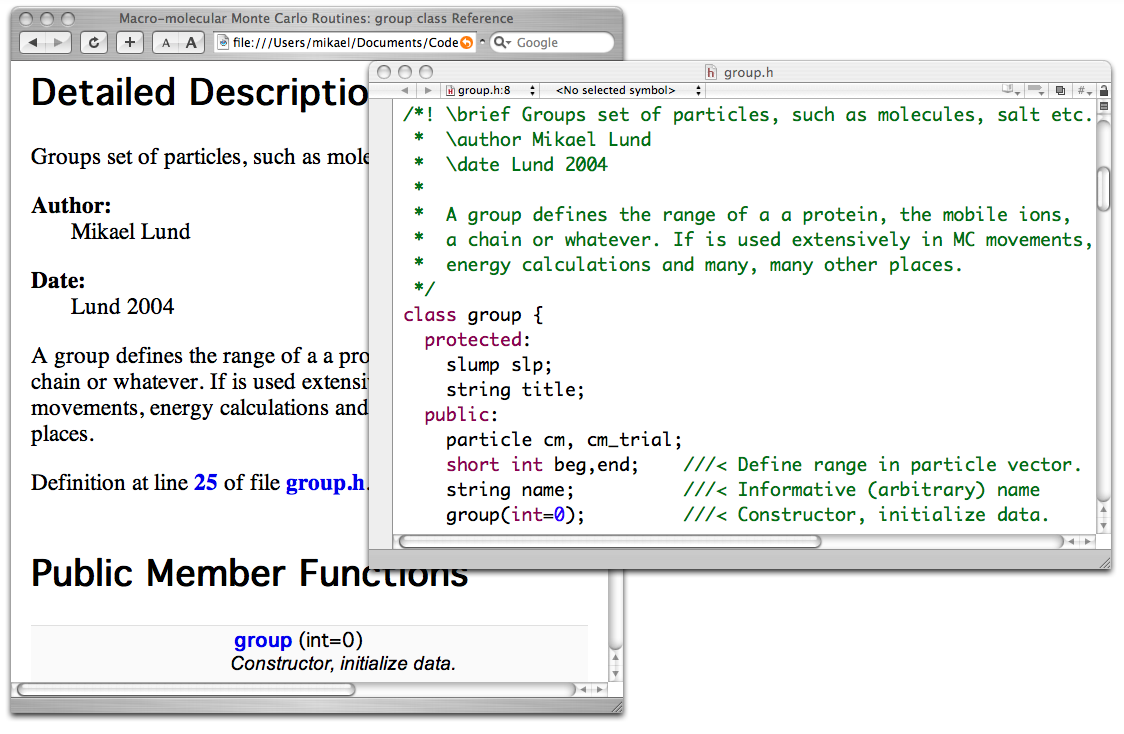 Macro-molecular Monte Carlo Routines: group class Reference
A A file:///Users/mikael/Documents/Code Google
Detailed Descriptio
Groups set of particles, such as mole
Author:
Mikael Lund
Date:
Lund 2004
A group defines the range of a a pro
chain or whatever. If is used extensi
movements, energy calculations and
places.
Definition at line 25 of file group.h.
Public Member Functions
group (int=0)
Constructor, initialize data.
group.h
group.h:8 <No selected symbol> #
/*! \brief Groups set of particles, such as molecules, salt etc.
* \author Mikael Lund
* \date Lund 2004
*
* A group defines the range of a a protein, the mobile ions,
* a chain or whatever. If is used extensively in MC movements,
* energy calculations and many, many other places.
*/
class group {
protected:
slump slp;
string title;
public:
particle cm, cm_trial;
short int beg,end; ///< Define range in particle vector.
string name; ///< Informative (arbitrary) name
group(int=0); ///< Constructor, initialize data.